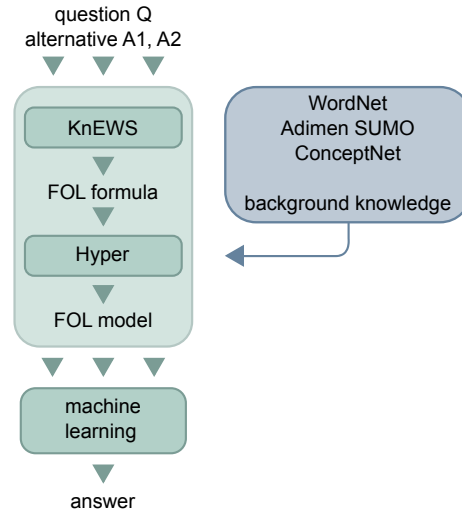 question Q
alternative A1, A2
KnEWS
FOL formula
Hyper
FOL model
machine
learning
answer
WordNet
Adimen SUMO
ConceptNet
background knowledge